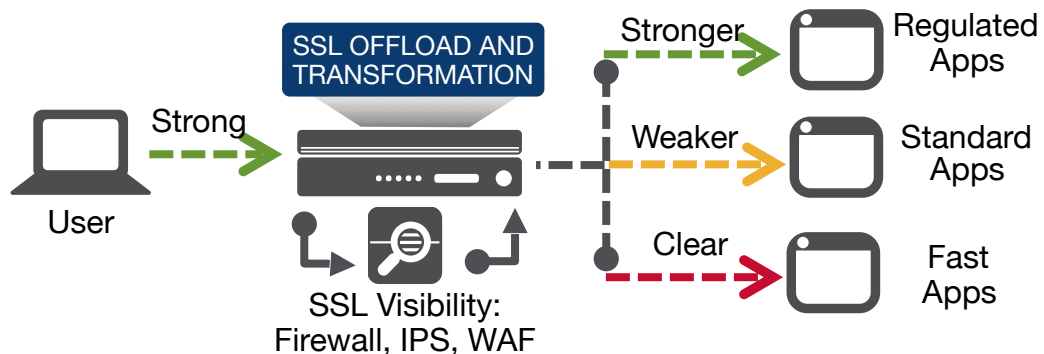 SSL OFFLOAD AND
TRANSFORMATION
User
Strong
SSL Visibility:
Firewall, IPS, WAF
Stronger
Regulated
Apps
Weaker
Standard
Apps
Clear
Fast
Apps